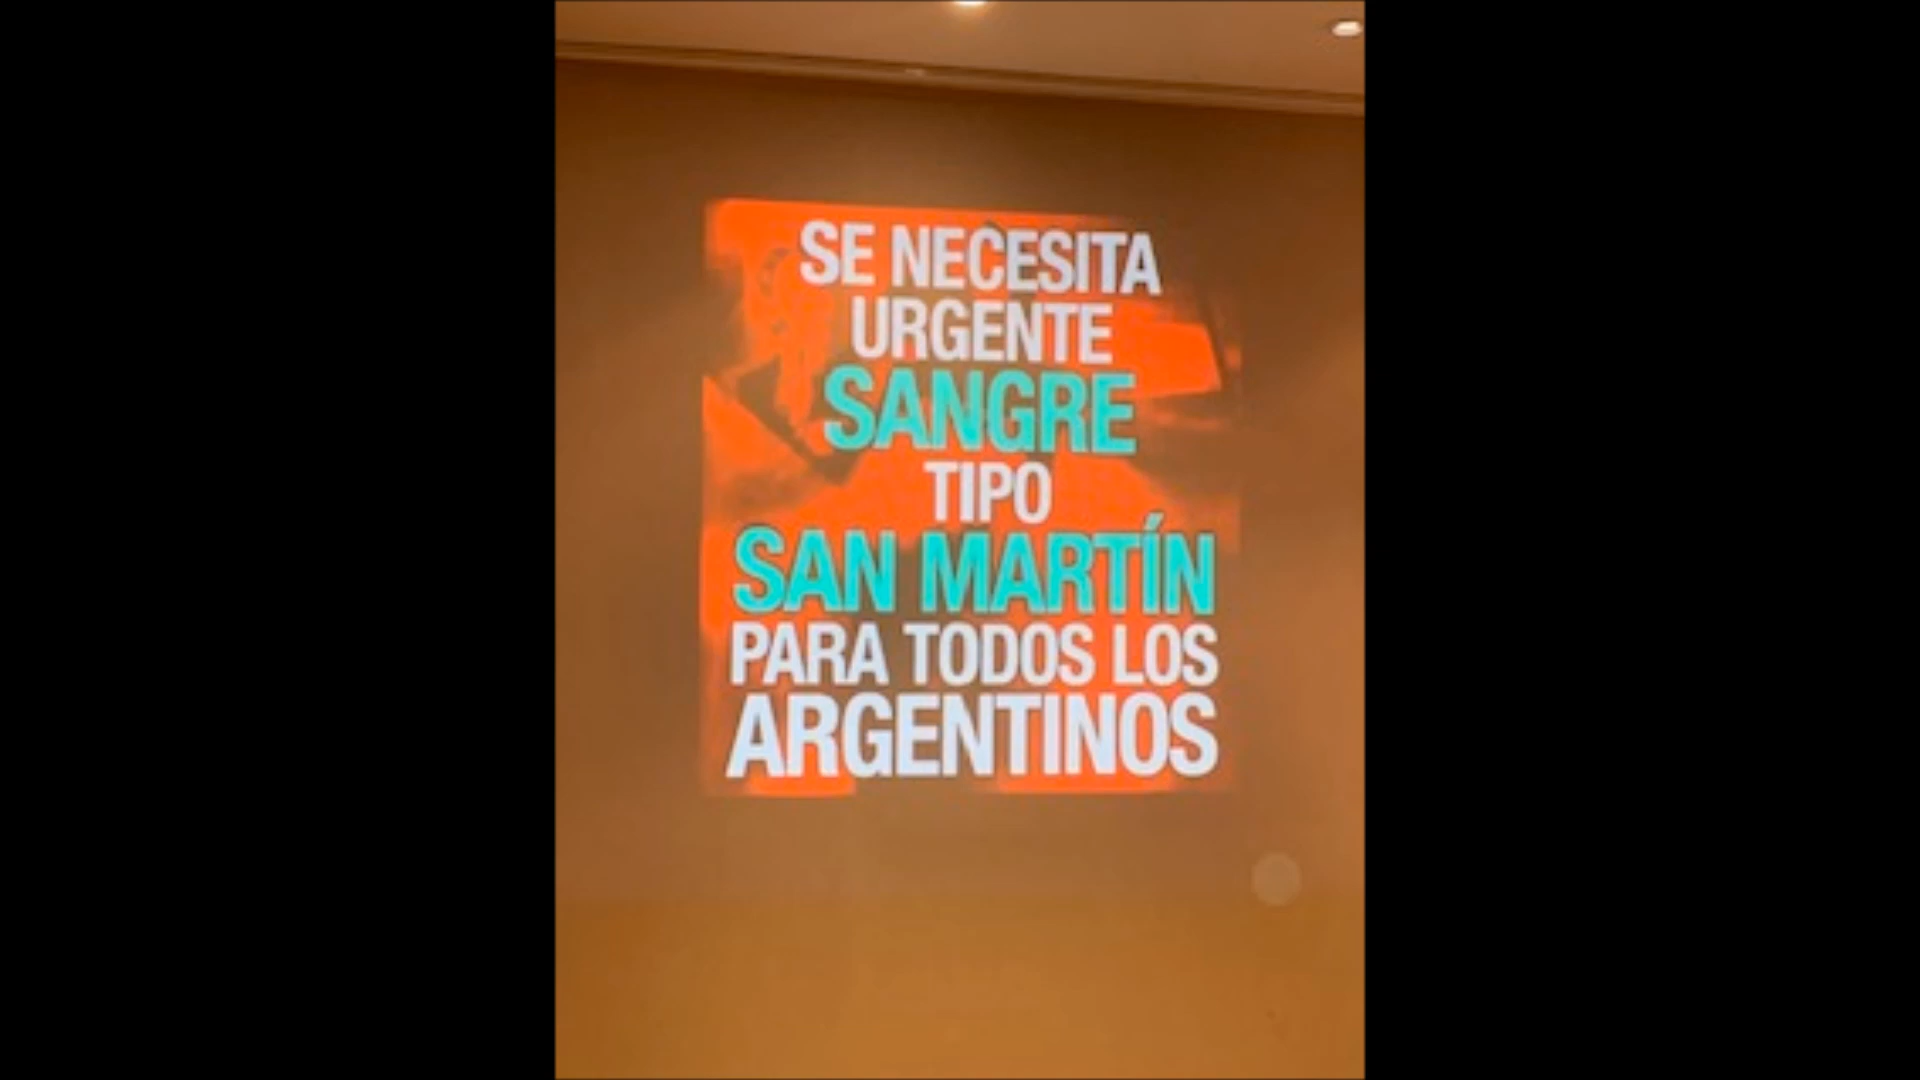 SE NECESITA
URGENTE
SANGRE
TIPO
SAN MARTÍN
PARA TODOS LOS
ARGENTINOS